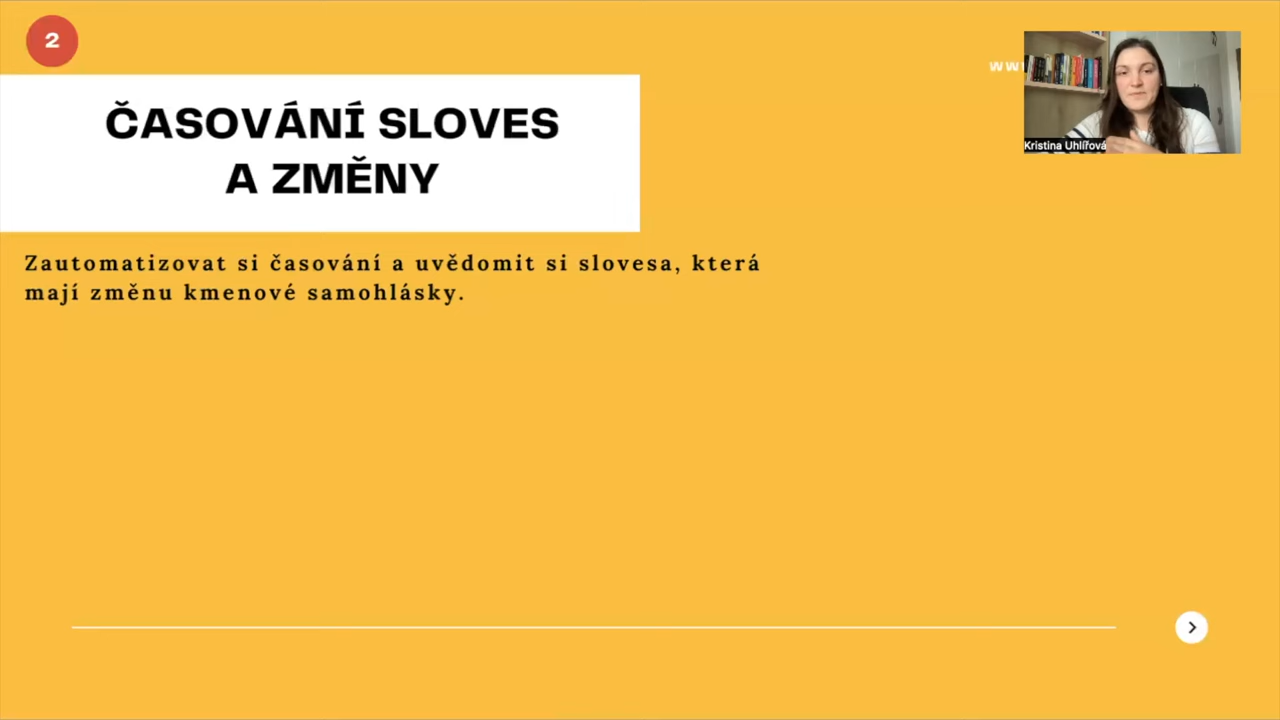 2
ČASOVÁNÍ SLOVES
A ZMĚNY
Zautomatizovat si časování a uvědomit si slovesa, která
mají změnu kmenové samohlásky.
Kristina Uhlířová